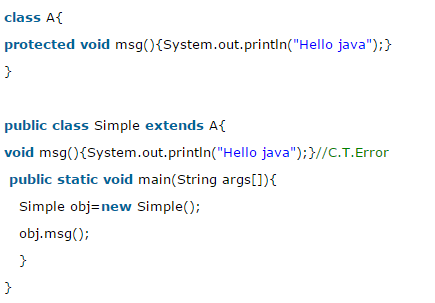 class A{
protected void msg(){System.out.println("Hello java");}
}
public class Simple extends A{
void msg(){System.out.println("Hello java");}//C.T.Error
public static void main(String args[]){
Simple obj=new Simple();
obj.msg();
}
}